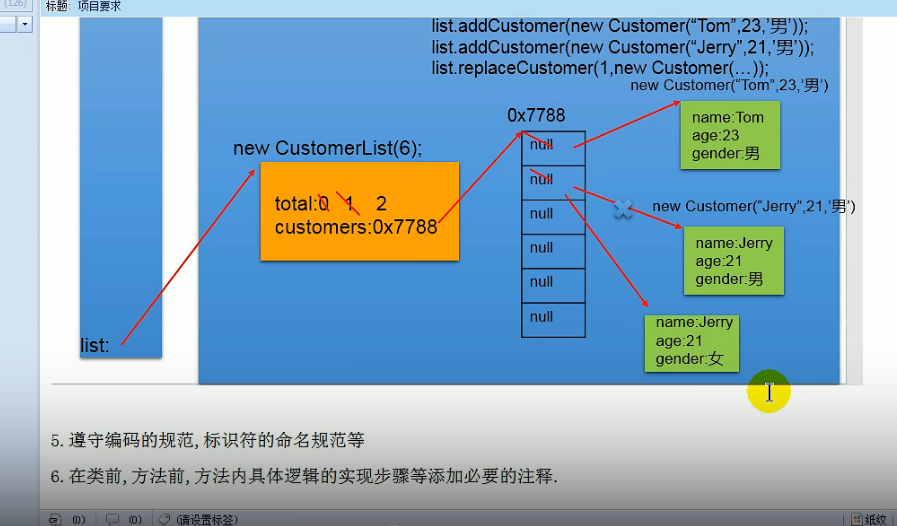 (126)
标题: 项目要求
list.addCustomer(new Customer(“Tom”,23,’男’));
list.addCustomer(new Customer(“Jerry”,21,’男’));
list.replaceCustomer(1,new Customer(…));
new Customer(“Tom”,23,’男’)
0x7788
name:Tom
age:23
gender:男
new CustomerList(6);
null
null
null
null
null
null
total:0 1 2
customers:0x7788
new Customer(“Jerry”,21,’男’)
name:Jerry
age:21
gender:男
name:Jerry
age:21
gender:女
list:
5. 遵守编码的规范, 标识符的命名规范等
6. 在类前, 方法前, 方法内具体逻辑的实现步骤等添加必要的注释.
(0) (0) (请设置标签) 纸纹